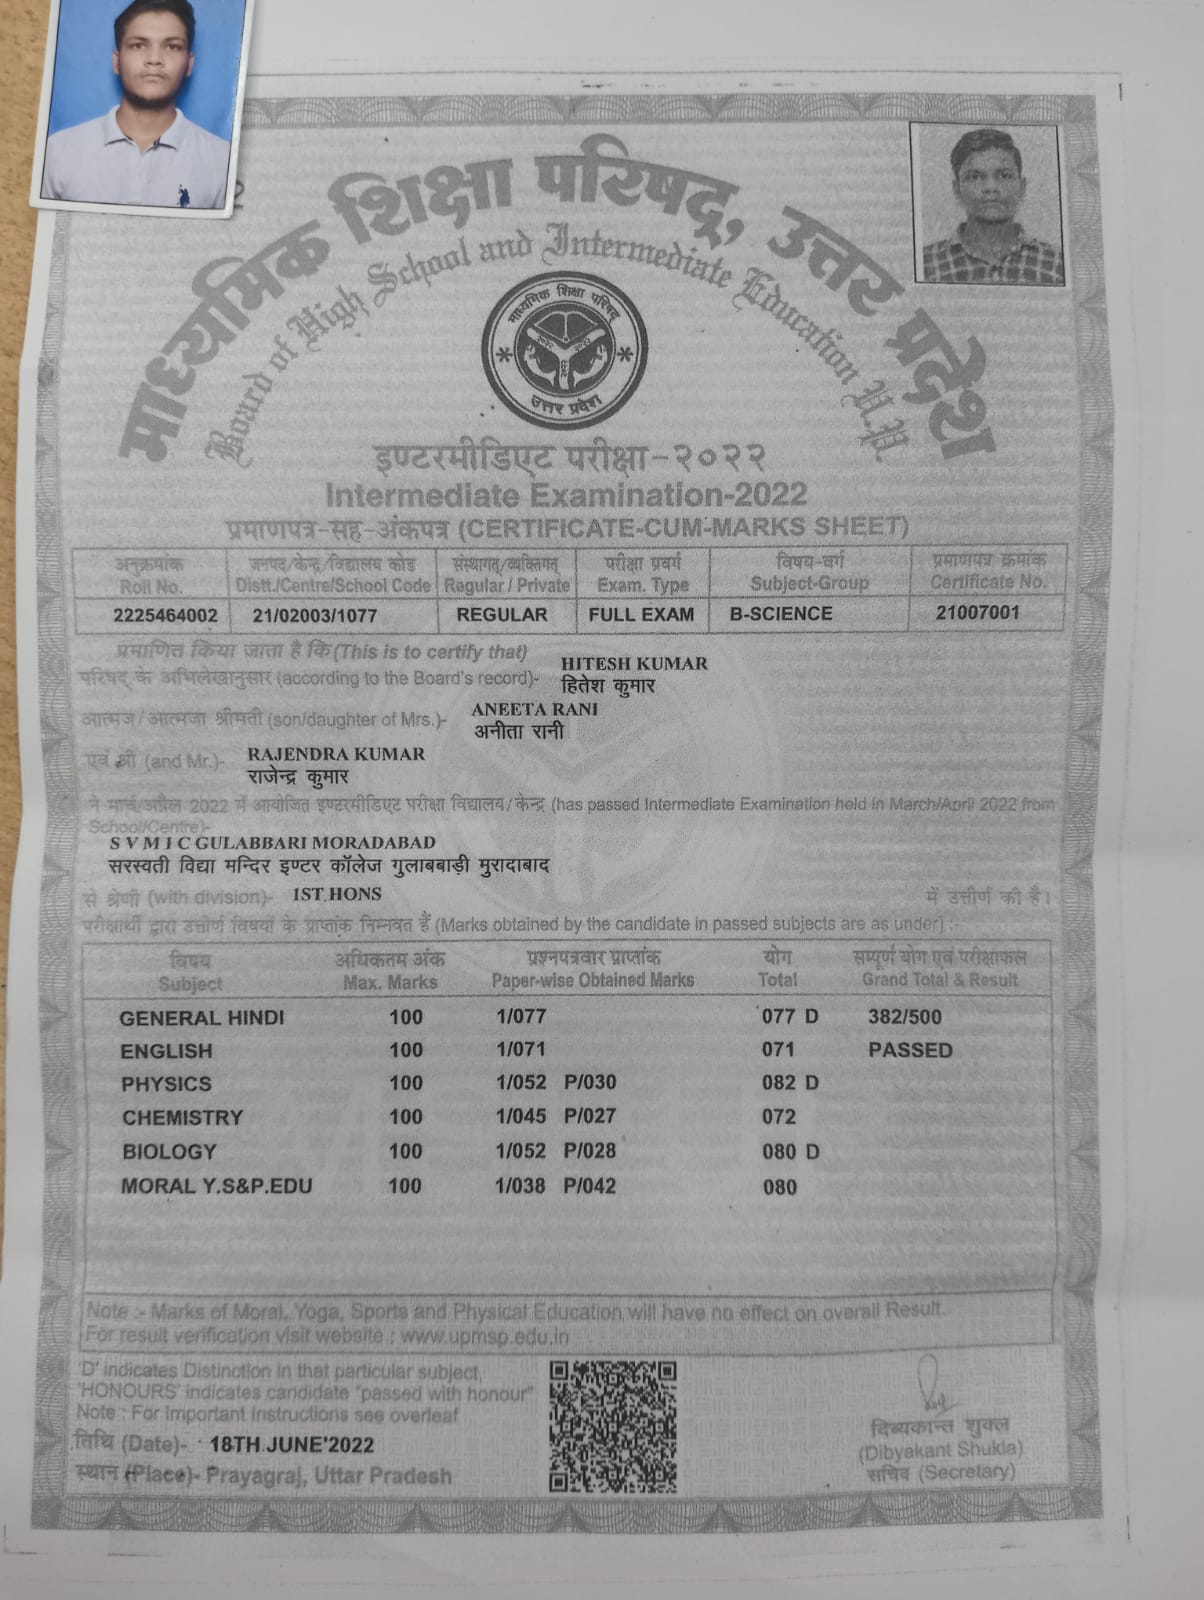 माध्यमिक शिक्षा परिषद्, उत्तर प्रदेश
Board of High School and Intermediate Education U.P.
माध्यमिक शिक्षा परिषद्
उत्तर प्रदेश
इण्टरमीडिएट परीक्षा-२०२२
Intermediate Examination-2022
प्रमाणपत्र-सह-अंकपत्र (CERTIFICATE-CUM-MARKS SHEET)
अनुक्रमांक जनपद/केन्द्र/विद्यालय कोड संस्थागत/व्यक्तिगत परीक्षा प्रवर्ग विषय-वर्ग प्रमाणपत्र क्रमांक
Roll No. Distt./Centre/School Code Regular / Private Exam. Type Subject-Group Certificate No.
2225464002 21/02003/1077 REGULAR FULL EXAM B-SCIENCE 21007001
प्रमाणित किया जाता है कि (This is to certify that)
परिषद् के अभिलेखानुसार (according to the Board's record)- HITESH KUMAR
हितेश कुमार
आत्मज/आत्मजा श्रीमती (son/daughter of Mrs.)- ANEETA RANI
अनीता रानी
एवं श्री (and Mr.)- RAJENDRA KUMAR
राजेन्द्र कुमार
ने मार्च/अप्रैल 2022 में आयोजित इण्टरमीडिएट परीक्षा विद्यालय/केन्द्र (has passed Intermediate Examination held in March/April 2022 from
School/Centre)-
S V M I C GULABBARI MORADABAD
सरस्वती विद्या मन्दिर इण्टर कॉलेज गुलाबबाड़ी मुरादाबाद
से श्रेणी (with division)- 1ST HONS में उत्तीर्ण की है।
परीक्षार्थी द्वारा उत्तीर्ण विषयों के प्राप्तांक निम्नवत हैं (Marks obtained by the candidate in passed subjects are as under) :-
विषय अधिकतम अंक प्रश्नपत्रवार प्राप्तांक योग सम्पूर्ण योग एवं परीक्षाफल
Subject Max. Marks Paper-wise Obtained Marks Total Grand Total & Result
GENERAL HINDI 100 1/077 077 D 382/500
ENGLISH 100 1/071 071 PASSED
PHYSICS 100 1/052 P/030 082 D
CHEMISTRY 100 1/045 P/027 072
BIOLOGY 100 1/052 P/028 080 D
MORAL Y.S&P.EDU 100 1/038 P/042 080
Note :- Marks of Moral, Yoga, Sports and Physical Education will have no effect on overall Result.
For result verification visit website : www.upmsp.edu.in
'D' indicates Distinction in that particular subject,
'HONOURS' indicates candidate "passed with honour"
Note : For Important Instructions see overleaf
तिथि (Date)- 18TH JUNE'2022
स्थान (Place)- Prayagraj, Uttar Pradesh
दिब्यकान्त शुक्ल
(Dibyakant Shukla)
सचिव (Secretary)